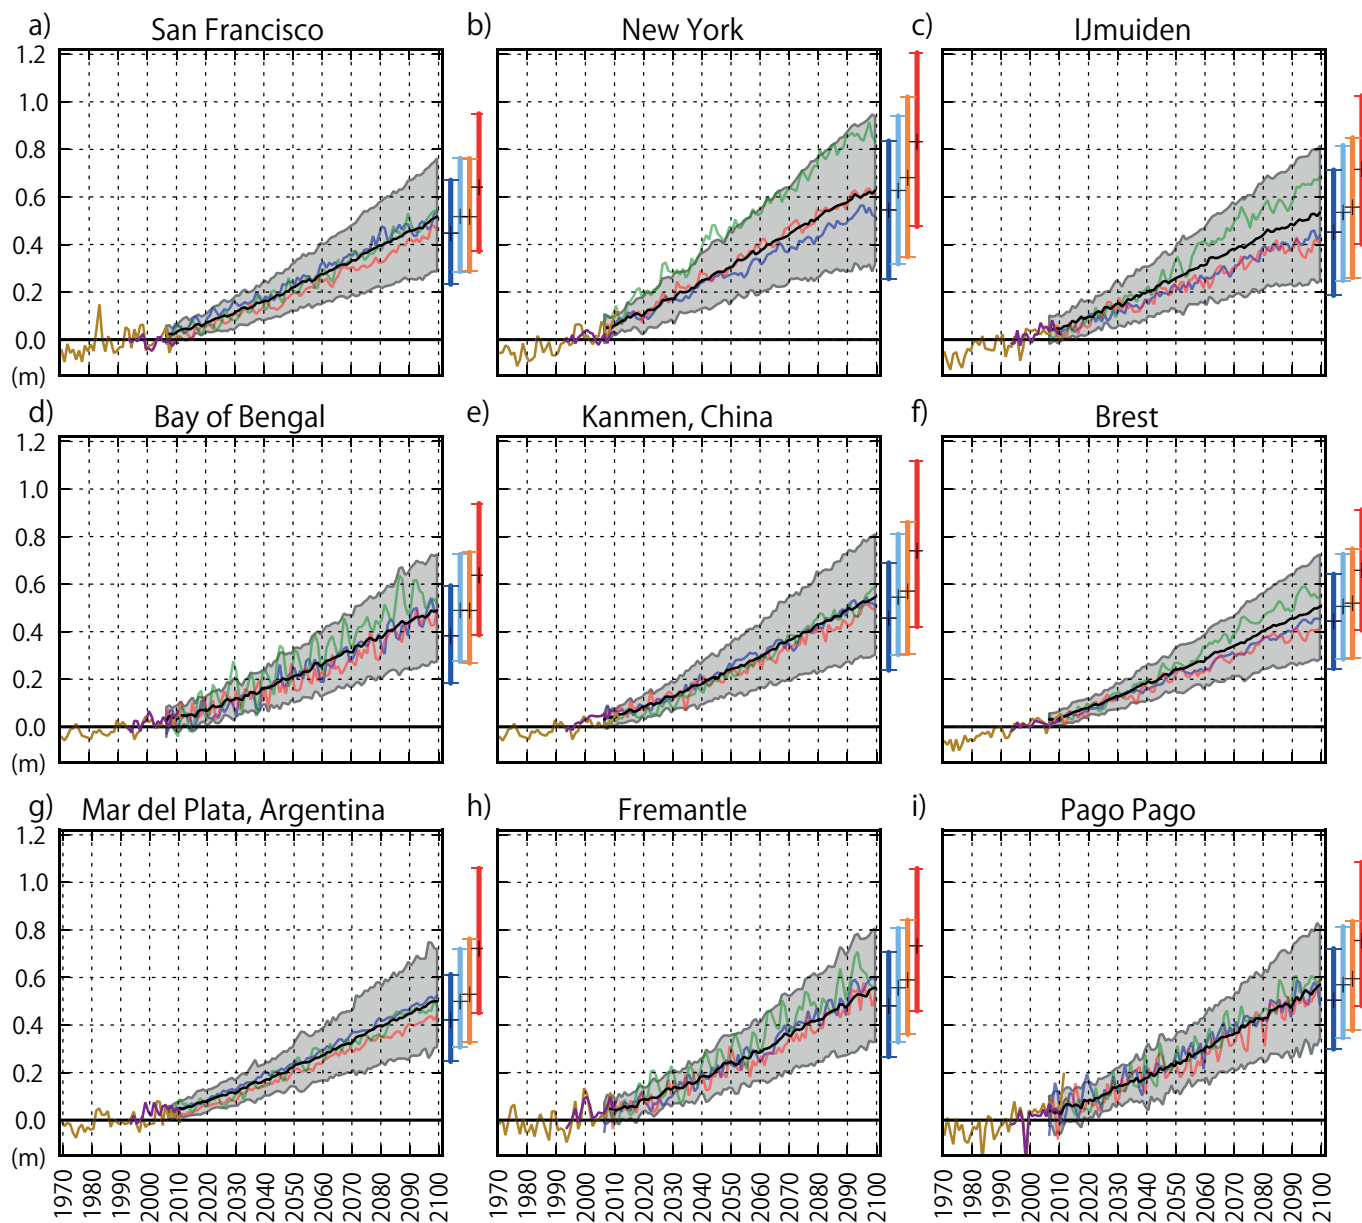 a) San Francisco
b) New York
c) IJmuiden
1.2
1.0
0.8
0.6
0.4
0.2
0.0
(m)
d) Bay of Bengal
e) Kanmen, China
f) Brest
1.2
1.0
0.8
0.6
0.4
0.2
0.0
(m)
g) Mar del Plata, Argentina
h) Fremantle
i) Pago Pago
1.2
1.0
0.8
0.6
0.4
0.2
0.0
(m)
1970 1980 1990 2000 2010 2020 2030 2040 2050 2060 2070 2080 2090 2100
1970 1980 1990 2000 2010 2020 2030 2040 2050 2060 2070 2080 2090 2100
1970 1980 1990 2000 2010 2020 2030 2040 2050 2060 2070 2080 2090 2100